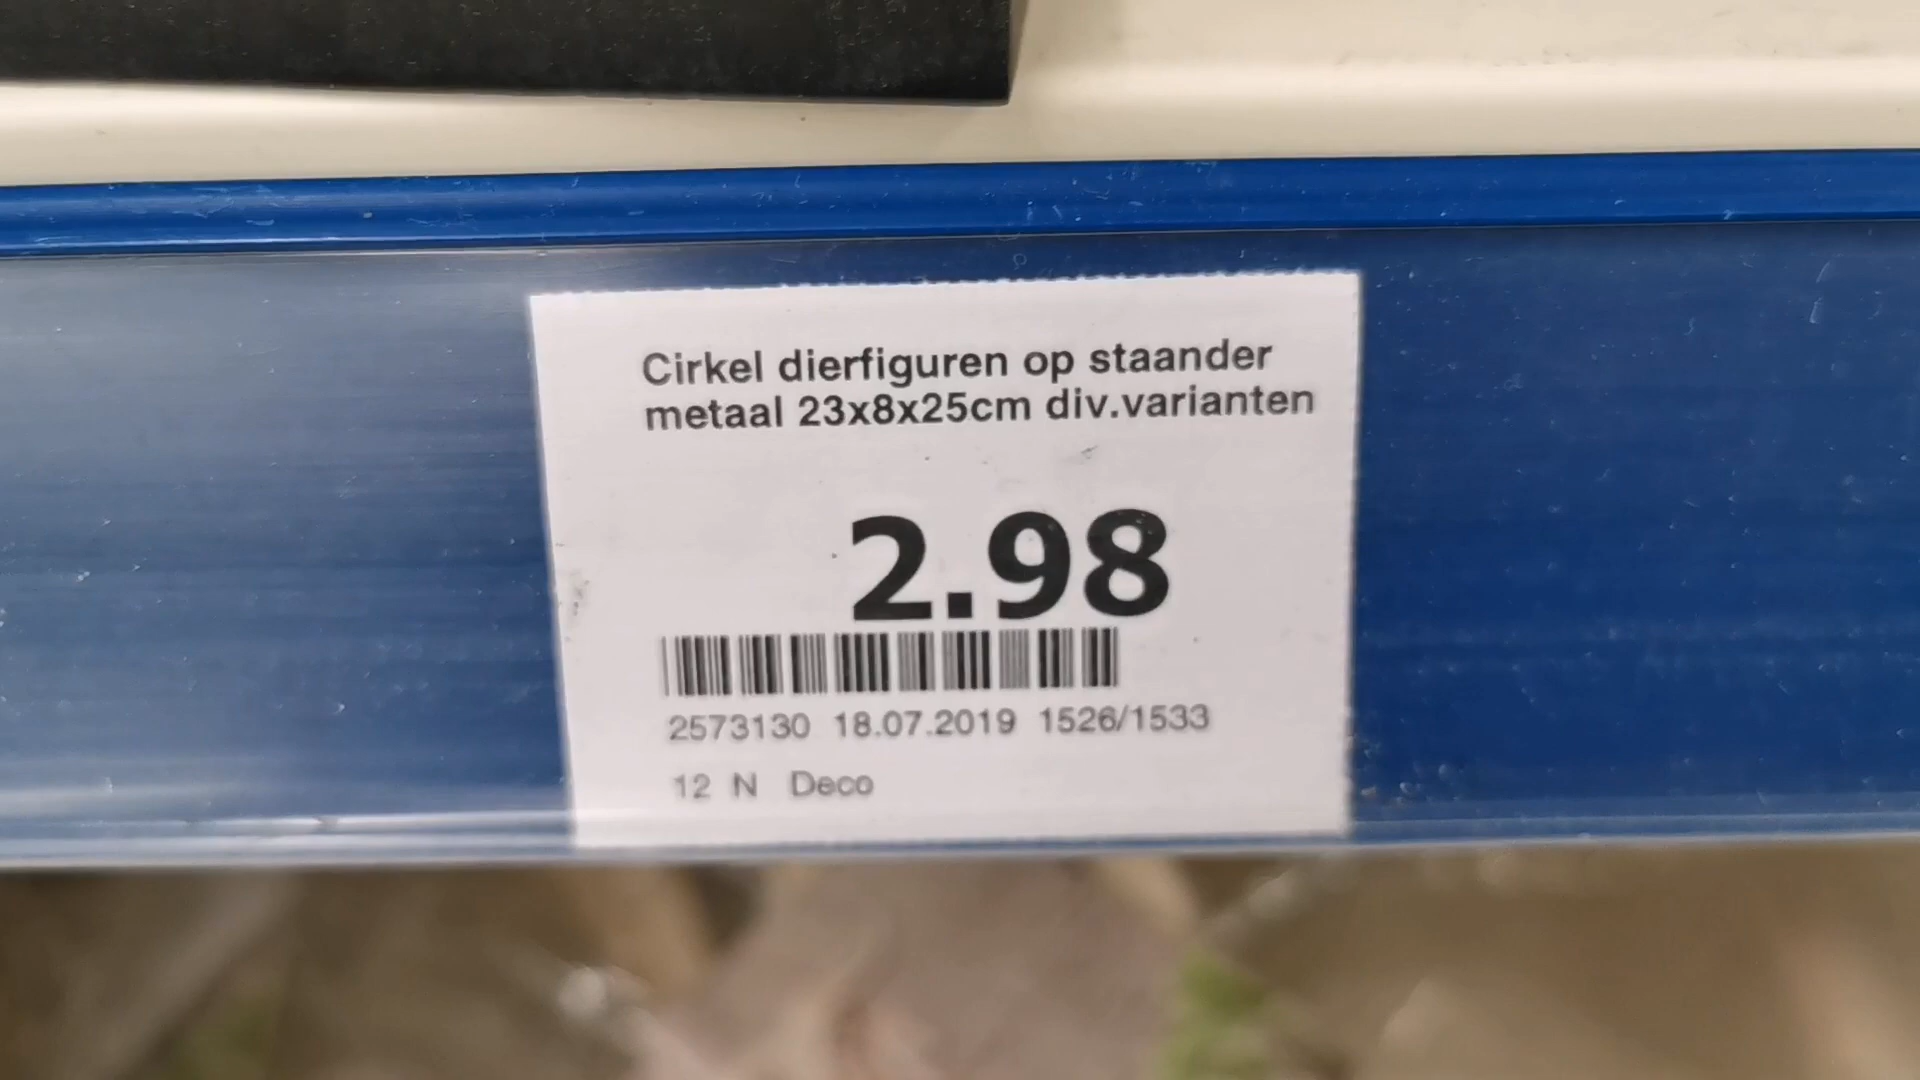 Cirkel dierfiguren op staander
metaal 23x8x25cm div.varianten
2.98
2573130 18.07.2019 1526/1533
12 N Deco